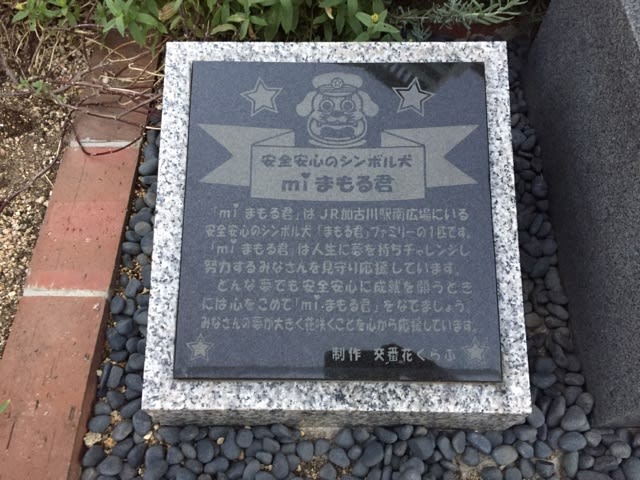 安全安心のシンボル犬
mi まもる君
「mi まもる君」は JR加古川駅南広場にいる
安全安心のシンボル犬「まもる君」ファミリーの1匹です。
「mi まもる君」は人生に夢を持ちチャレンジし
努力するみなさんを見守り応援しています。
どんな夢でも安全安心に成就を願うとき
には心をこめて「mi まもる君」をなでましょう。
みなさんの夢が大きく花咲くことを心から応援しています。
制作 交番花くらぶ